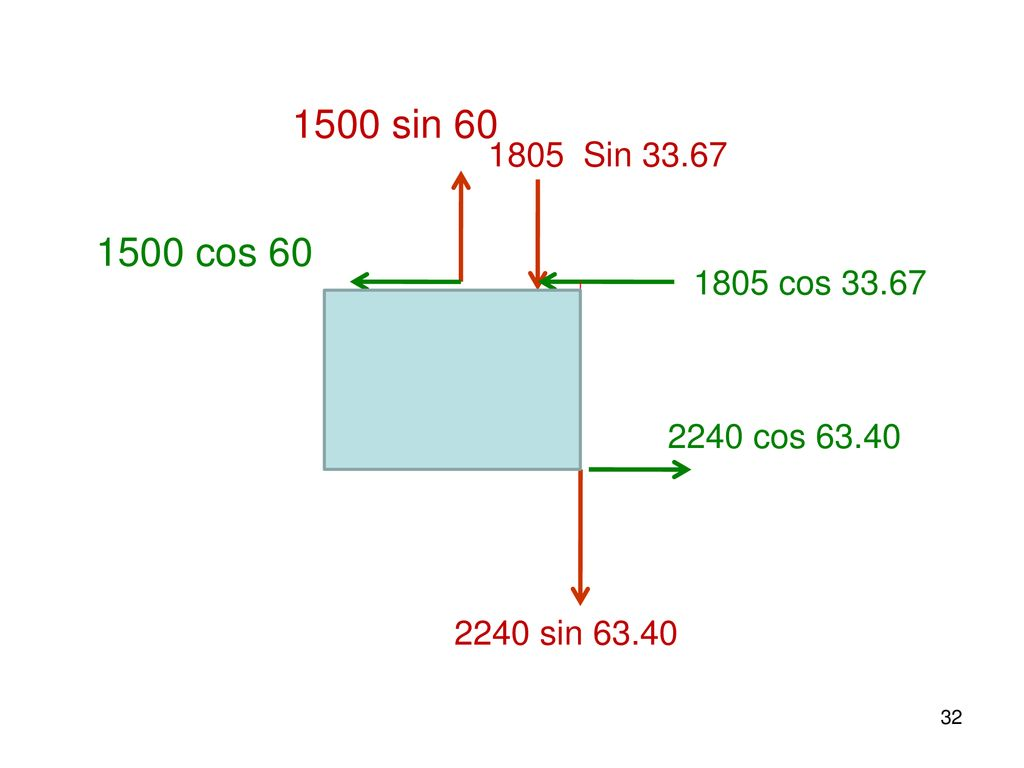 1500 sin 60
1805  Sin 33.67
1500 cos 60
1805 cos 33.67
2240 cos 63.40
2240 sin 63.40
32